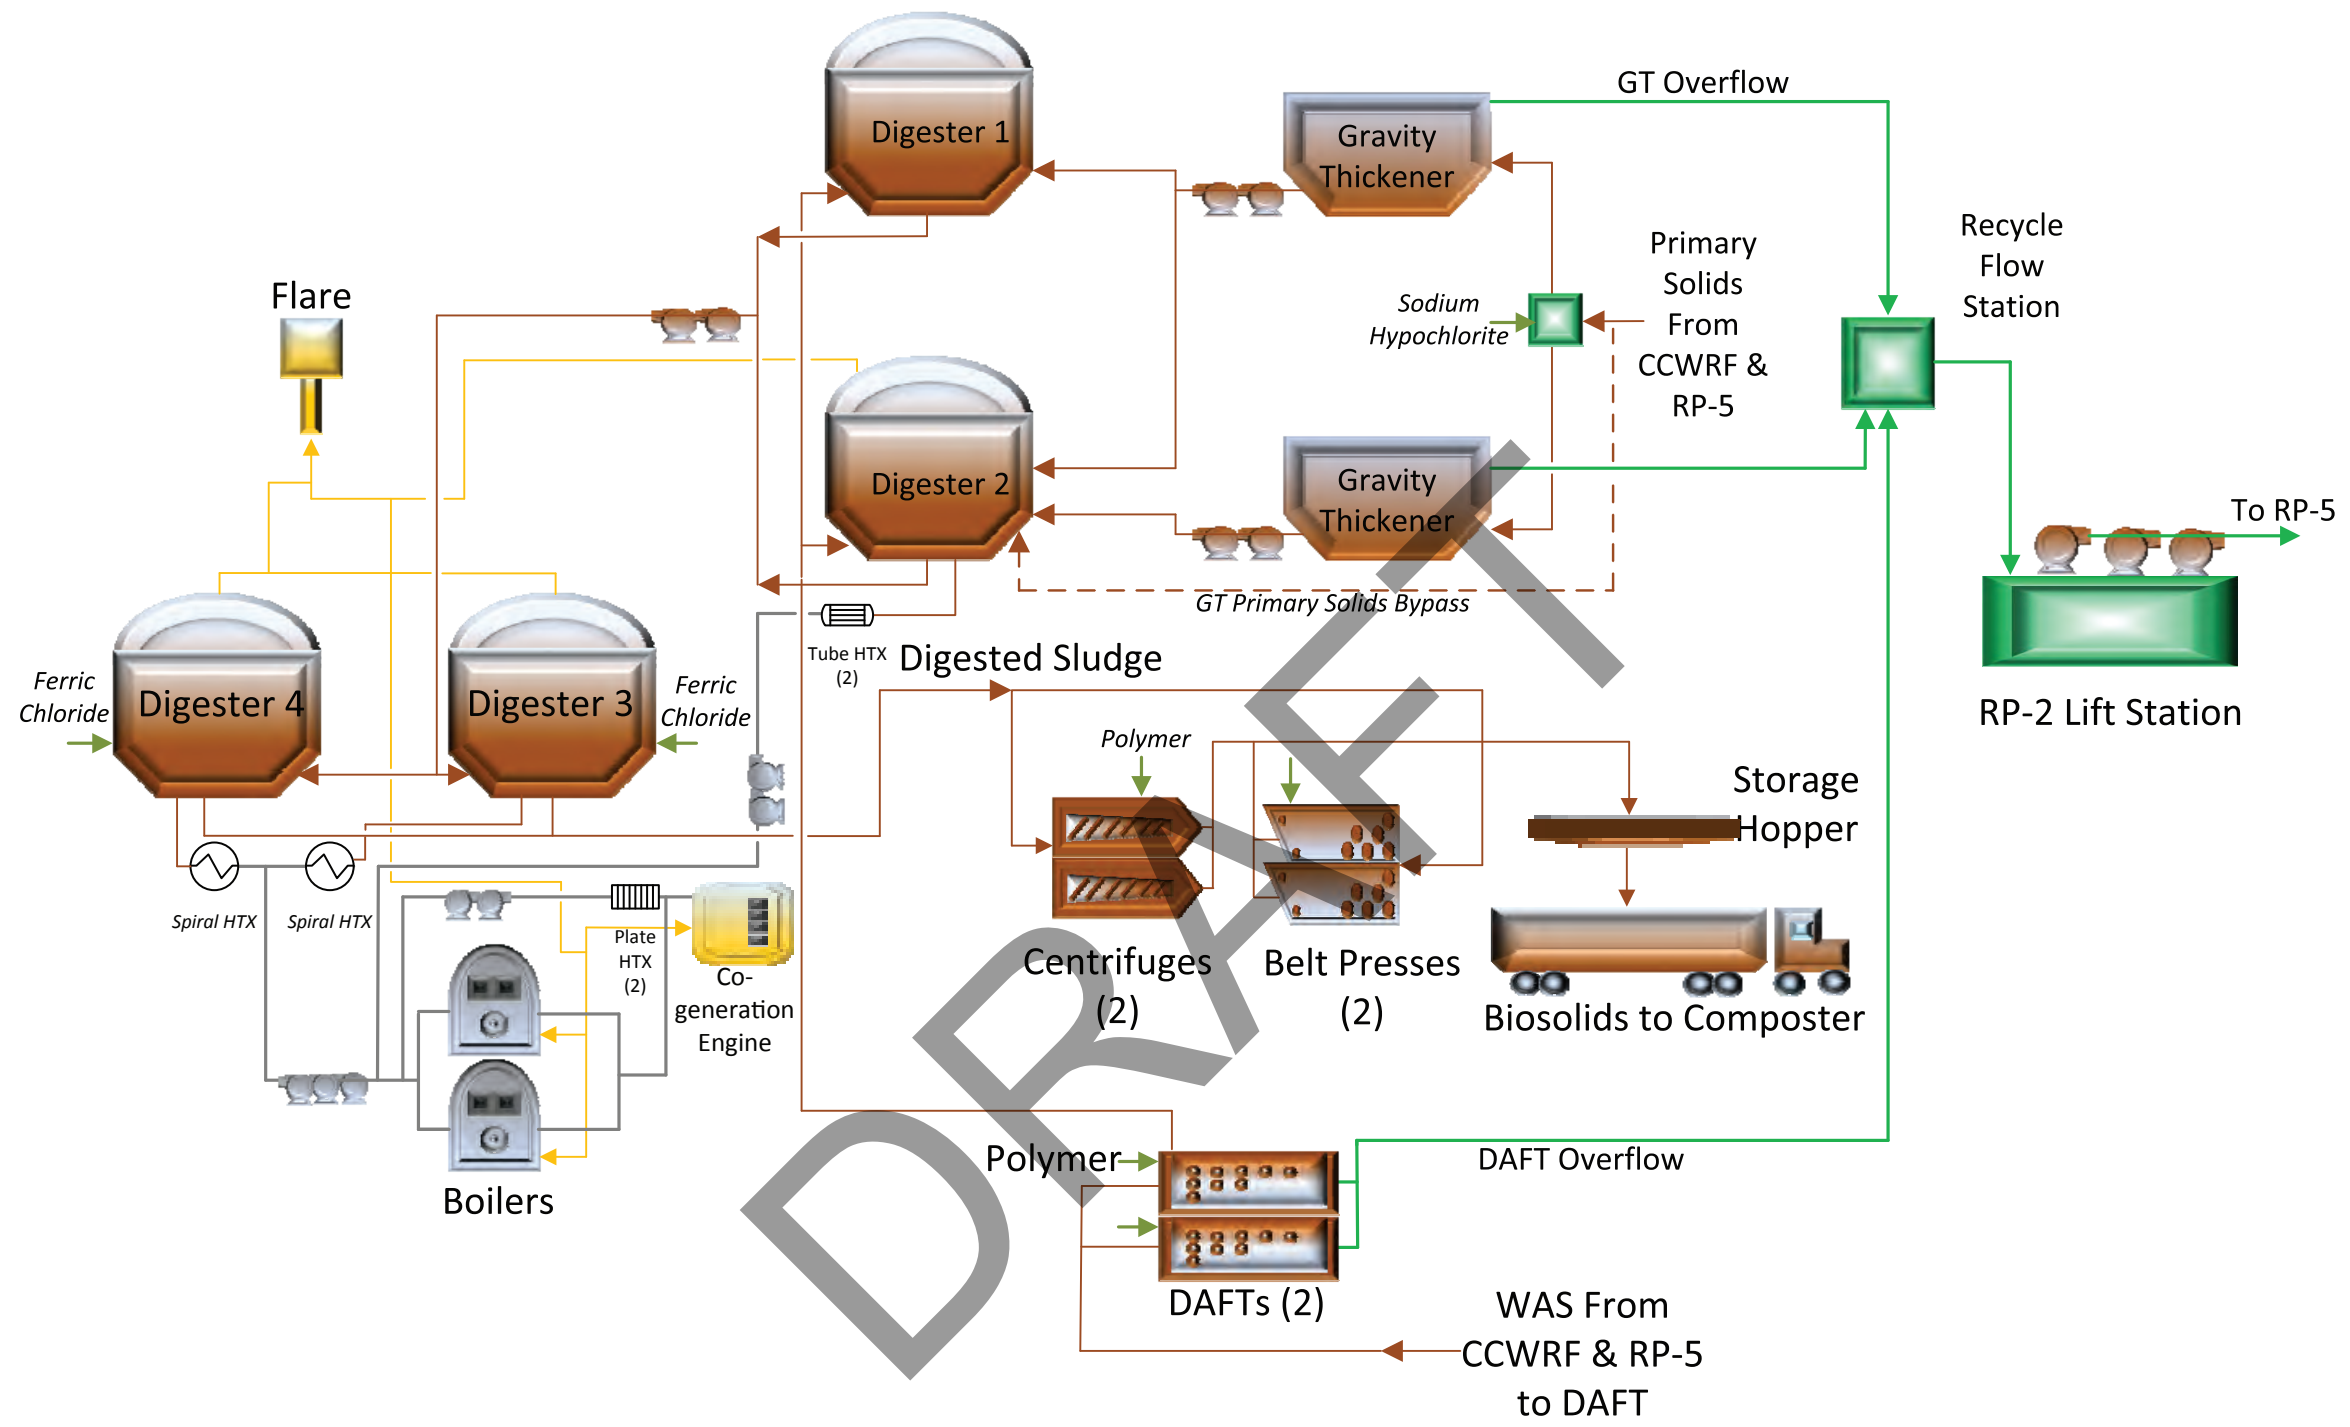 Digester 1
Gravity
Thickener
GT Overflow
Recycle
Flow
Station
Primary
Solids
From
CCWRF &
RP-5
Sodium
Hypochlorite
Flare
Digester 2
Gravity
Thickener
To RP-5
GT Primary Solids Bypass
RP-2 Lift Station
Tube HTX
(2)
Digested Sludge
Ferric
Chloride
Digester 4
Digester 3
Ferric
Chloride
Polymer
Storage
Hopper
Spiral HTX
Spiral HTX
Plate
HTX
(2)
Co-
generation
Engine
Centrifuges
(2)
Belt Presses
(2)
Biosolids to Composter
Boilers
Polymer
DAFT Overflow
DAFTs (2)
WAS From
CCWRF & RP-5
to DAFT
DRAFT